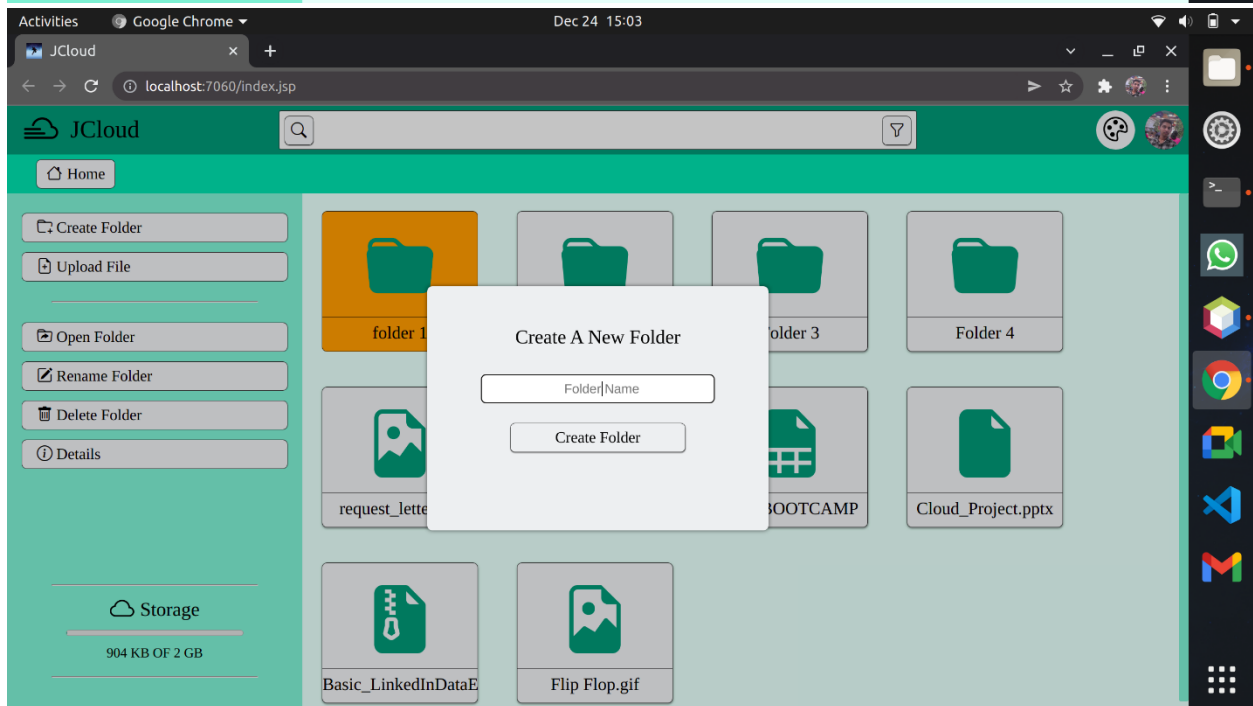 Activities Google Chrome Dec 24 15:03
JCloud
localhost:7060/index.jsp
JCloud
Home
Create Folder
Upload File
Open Folder
Rename Folder
Delete Folder
Details
Storage
904 KB OF 2 GB
folder 1
older 3
Folder 4
Create A New Folder
Folder Name
Create Folder
request_lette
BOOTCAMP
Cloud_Project.pptx
Basic_LinkedInDataE
Flip Flop.gif